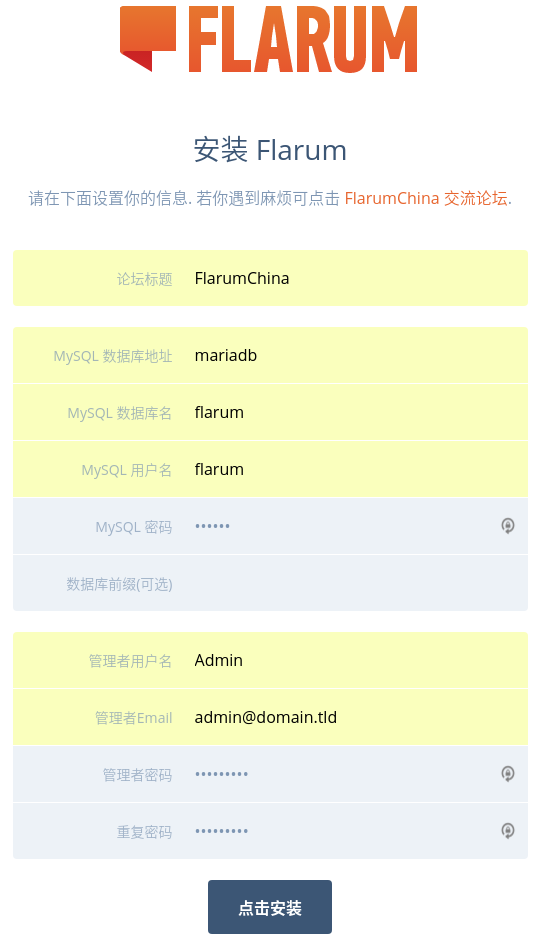 FLARUM
安装 Flarum
请在下面设置你的信息. 若你遇到麻烦可点击 FlarumChina 交流论坛.
论坛标题 FlarumChina
MySQL 数据库地址 mariadb
MySQL 数据库名 flarum
MySQL 用户名 flarum
MySQL 密码 ••••••
数据库前缀(可选)
管理者用户名 Admin
管理者Email admin@domain.tld
管理者密码 •••••••••
重复密码 •••••••••
点击安装